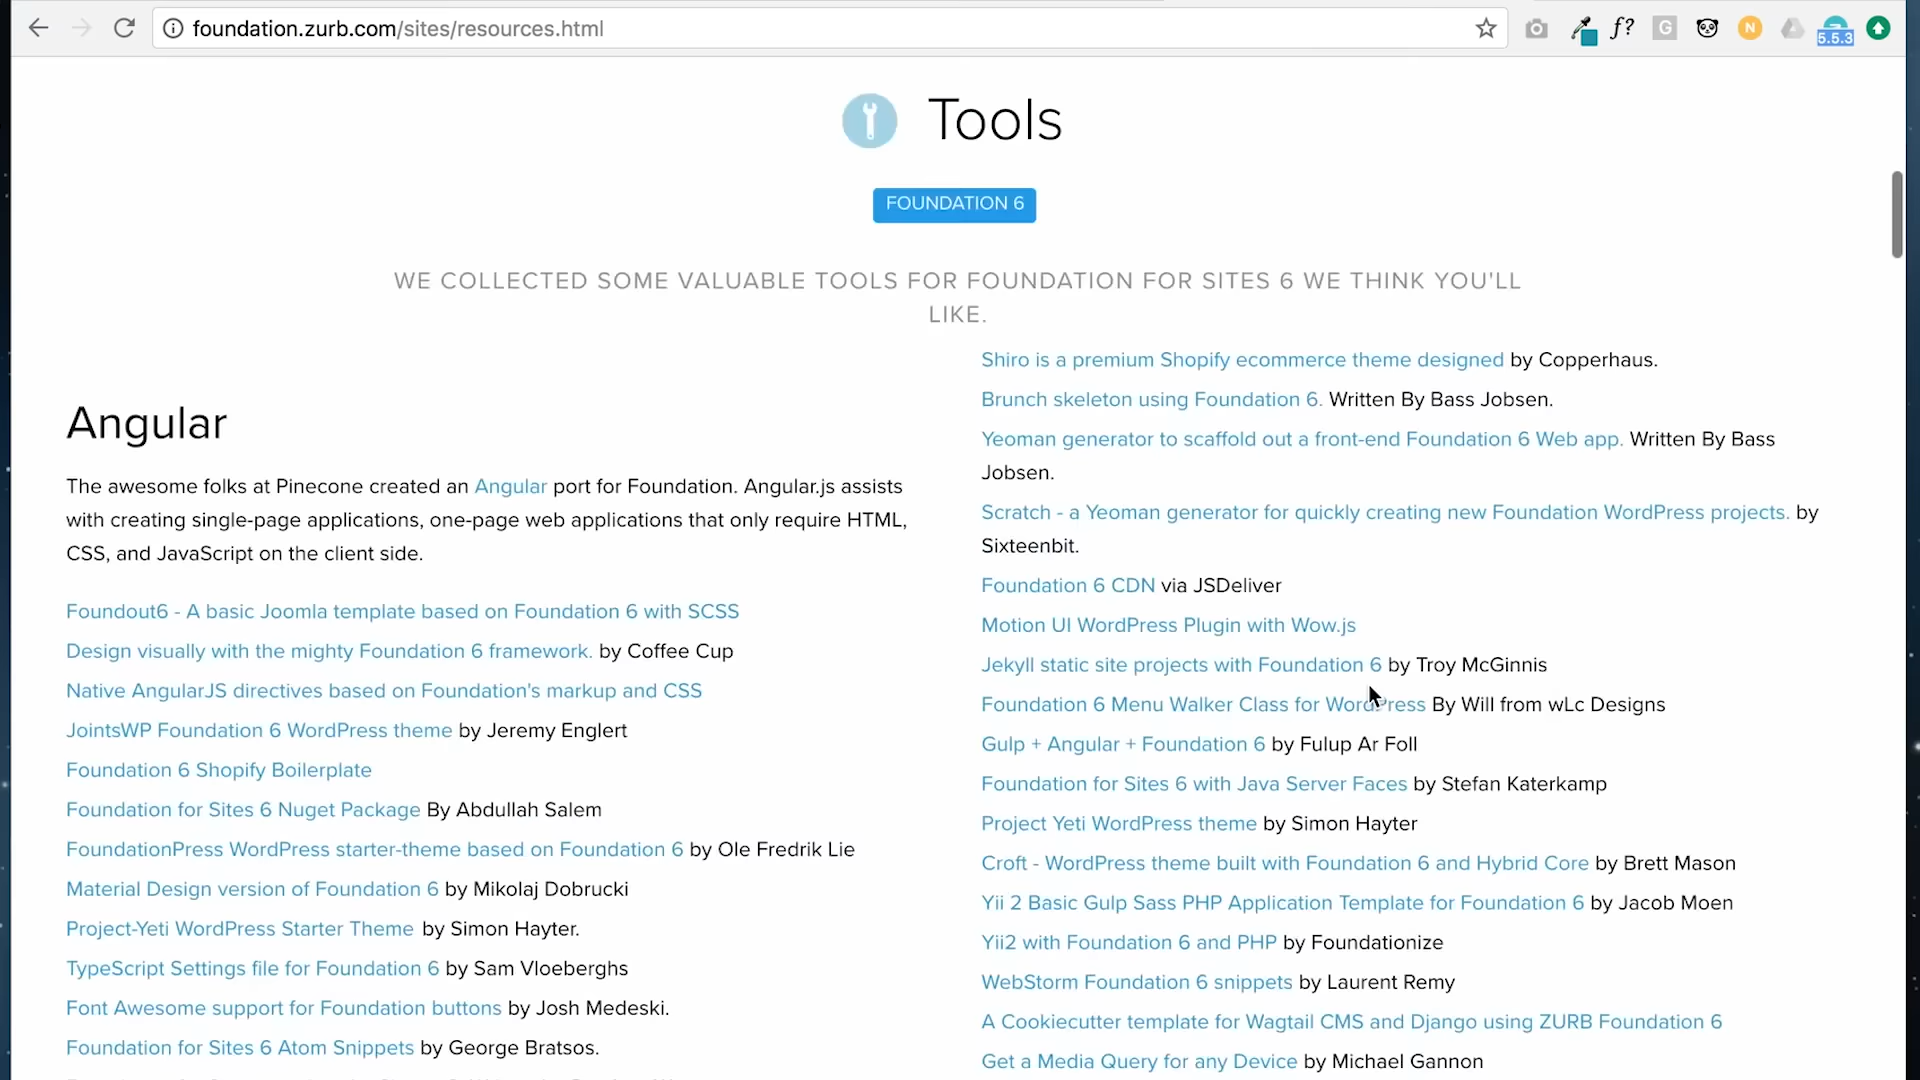 foundation.zurb.com/sites/resources.html
f?
G
N
5.5.3
Tools
FOUNDATION 6
WE COLLECTED SOME VALUABLE TOOLS FOR FOUNDATION FOR SITES 6 WE THINK YOU'LL
LIKE.
Angular
The awesome folks at Pinecone created an Angular port for Foundation. Angular.js assists
with creating single-page applications, one-page web applications that only require HTML,
CSS, and JavaScript on the client side.
Foundout6 - A basic Joomla template based on Foundation 6 with SCSS
Design visually with the mighty Foundation 6 framework. by Coffee Cup
Native AngularJS directives based on Foundation's markup and CSS
JointsWP Foundation 6 WordPress theme by Jeremy Englert
Foundation 6 Shopify Boilerplate
Foundation for Sites 6 Nuget Package By Abdullah Salem
FoundationPress WordPress starter-theme based on Foundation 6 by Ole Fredrik Lie
Material Design version of Foundation 6 by Mikolaj Dobrucki
Project-Yeti WordPress Starter Theme by Simon Hayter.
TypeScript Settings file for Foundation 6 by Sam Vloeberghs
Font Awesome support for Foundation buttons by Josh Medeski.
Foundation for Sites 6 Atom Snippets by George Bratsos.
Shiro is a premium Shopify ecommerce theme designed by Copperhaus.
Brunch skeleton using Foundation 6. Written By Bass Jobsen.
Yeoman generator to scaffold out a front-end Foundation 6 Web app. Written By Bass
Jobsen.
Scratch - a Yeoman generator for quickly creating new Foundation WordPress projects. by
Sixteenbit.
Foundation 6 CDN via JSDeliver
Motion UI WordPress Plugin with Wow.js
Jekyll static site projects with Foundation 6 by Troy McGinnis
Foundation 6 Menu Walker Class for WordPress By Will from wLc Designs
Gulp + Angular + Foundation 6 by Fulup Ar Foll
Foundation for Sites 6 with Java Server Faces by Stefan Katerkamp
Project Yeti WordPress theme by Simon Hayter
Croft - WordPress theme built with Foundation 6 and Hybrid Core by Brett Mason
Yii 2 Basic Gulp Sass PHP Application Template for Foundation 6 by Jacob Moen
Yii2 with Foundation 6 and PHP by Foundationize
WebStorm Foundation 6 snippets by Laurent Remy
A Cookiecutter template for Wagtail CMS and Django using ZURB Foundation 6
Get a Media Query for any Device by Michael Gannon